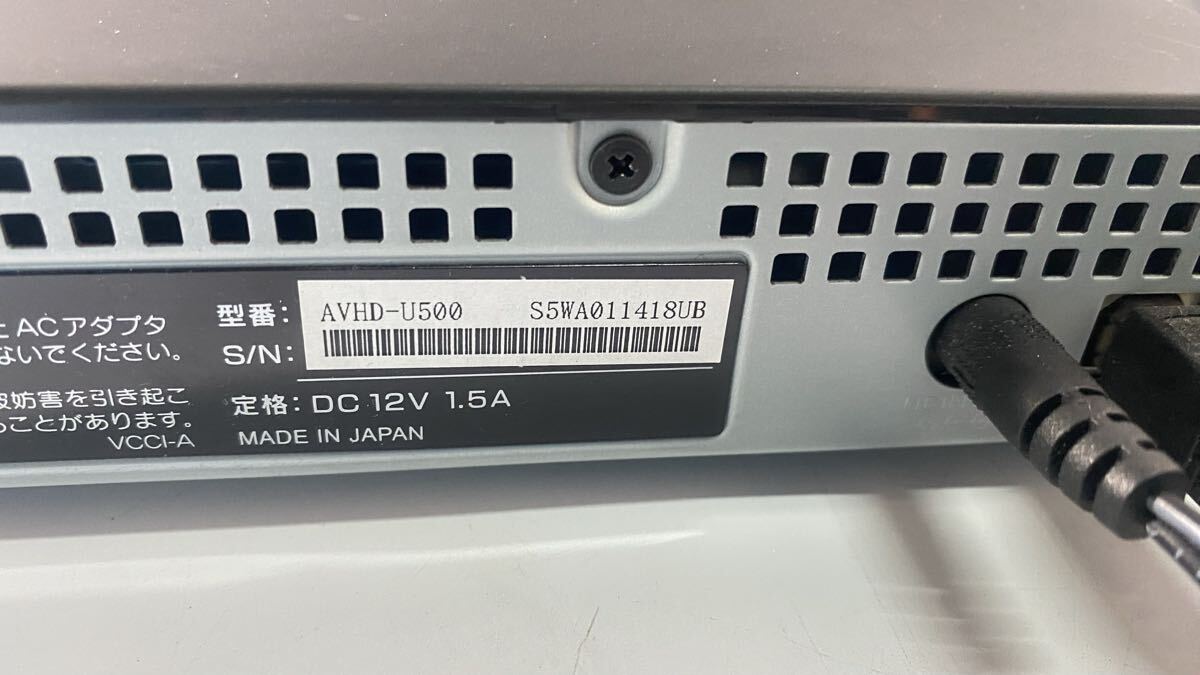 ACアダプタ
ないでください。
妨害を引き起こ
ことがあります。
VCCI-A
型番: AVHD-U500 S5WA011418UB
S/N:
定格: DC 12V 1.5A
MADE IN JAPAN